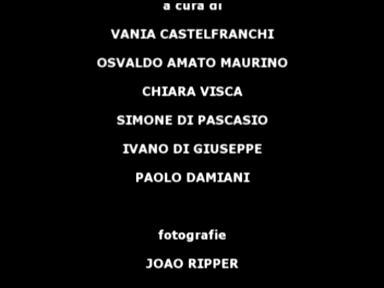 a cura di
VANIA CASTELFRANCHI
OSVALDO AMATO MAURINO
CHIARA VISCA
SIMONE DI PASCASIO
IVANO DI GIUSEPPE
PAOLO DAMIANI
fotografie
JOAO RIPPER